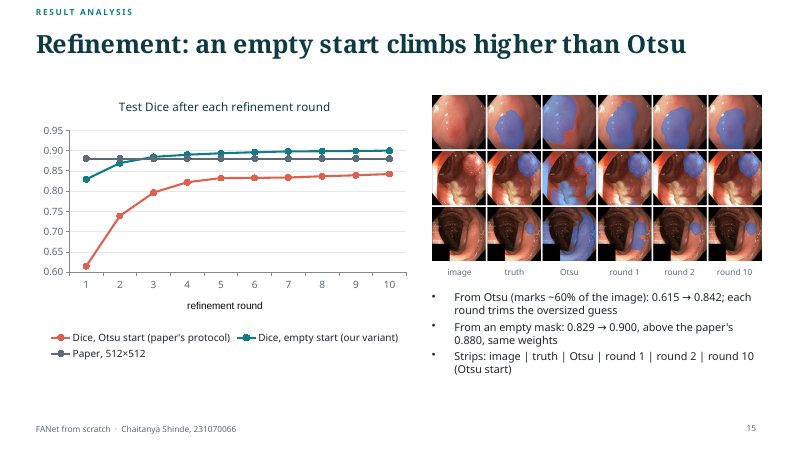 RESULT ANALYSIS
Refinement: an empty start climbs higher than Otsu
Test Dice after each refinement round
0.95
0.90
0.85
0.80
0.75
0.70
0.65
0.60
1 2 3 4 5 6 7 8 9 10
refinement round
Dice, Otsu start (paper's protocol)
Dice, empty start (our variant)
Paper, 512×512
image truth Otsu round 1 round 2 round 10
• From Otsu (marks ~60% of the image): 0.615 → 0.842; each
round trims the oversized guess
• From an empty mask: 0.829 → 0.900, above the paper's
0.880, same weights
• Strips: image | truth | Otsu | round 1 | round 2 | round 10
(Otsu start)
FANet from scratch · Chaitanya Shinde, 231070066
15